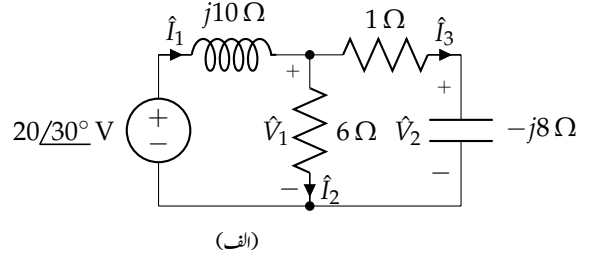 j10 Ω
1 Ω
Î₁
Î₃
+
+
20/30° V
+
−
V̂₁
6 Ω
V̂₂
−j8 Ω
−
Î₂
−
(الف)